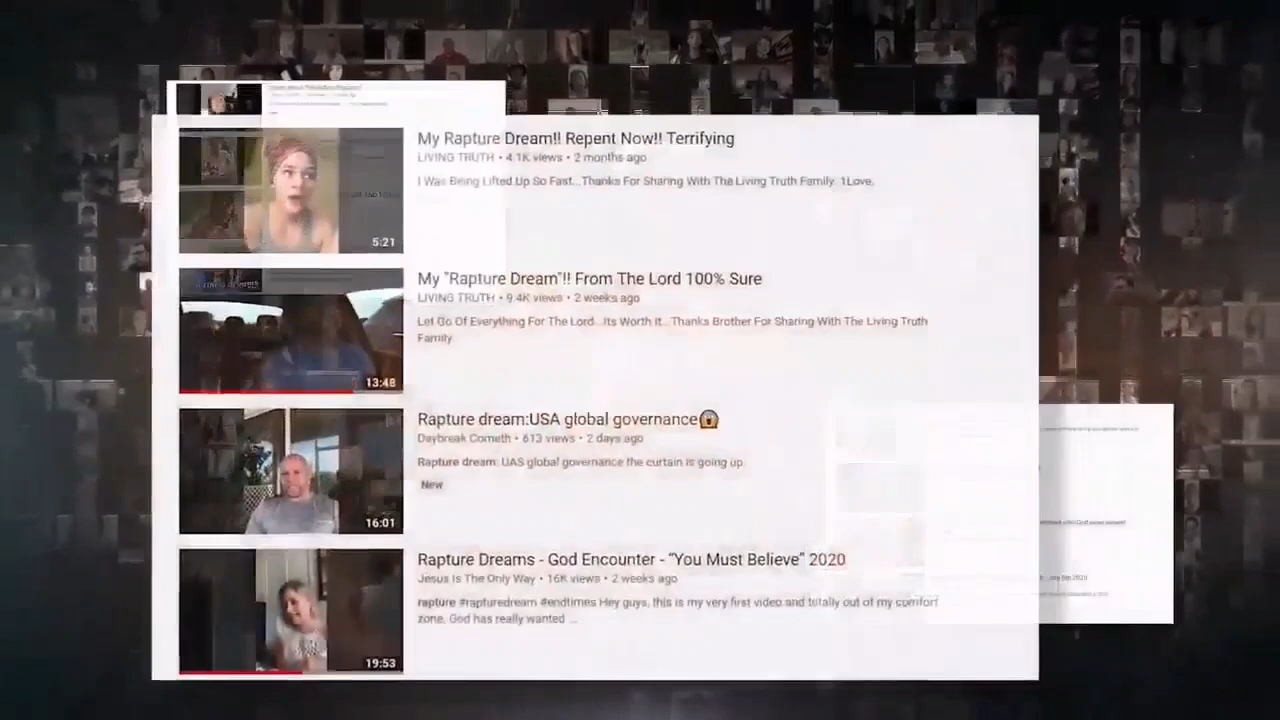 My Rapture Dream!! Repent Now!! Terrifying
LIVING TRUTH • 4.1K views • 2 months ago
I Was Being Lifted Up So Fast...Thanks For Sharing With The Living Truth Family. 1Love.
5:21
My "Rapture Dream"!! From The Lord 100% Sure
LIVING TRUTH • 9.4K views • 2 weeks ago
Let Go Of Everything For The Lord...Its Worth It...Thanks Brother For Sharing With The Living Truth
Family
13:48
Rapture dream:USA global governance😱
Daybreak Cometh • 613 views • 2 days ago
Rapture dream: UAS global governance the curtain is going up.
New
16:01
Rapture Dreams - God Encounter - “You Must Believe” 2020
Jesus Is The Only Way • 16K views • 2 weeks ago
rapture #rapturedream #endtimes Hey guys, this is my very first video and totally out of my comfort
zone. God has really wanted ...
19:53